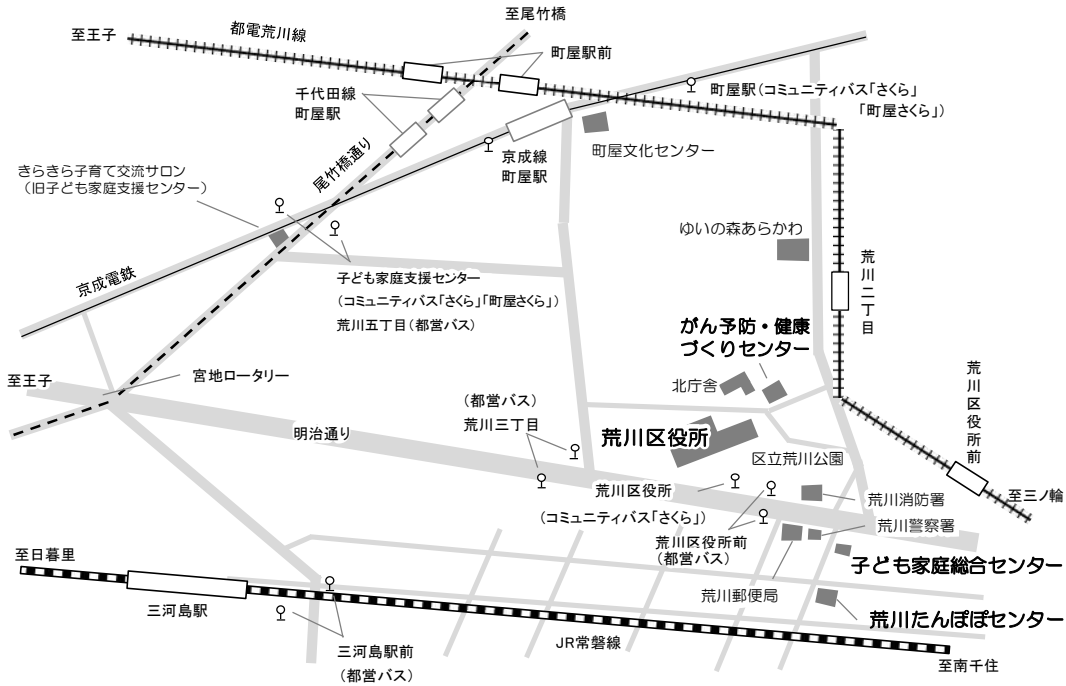 至尾竹橋
至王子
都電荒川線
町屋駅前
千代田線
町屋駅
町屋駅(コミュニティバス「さくら」
「町屋さくら」)
町屋文化センター
京成線
町屋駅
尾竹橋通り
きらきら子育て交流サロン
(旧子ども家庭支援センター)
ゆいの森あらかわ
荒川二丁目
京成電鉄
子ども家庭支援センター
(コミュニティバス「さくら」「町屋さくら」)
荒川五丁目(都営バス)
がん予防・健康
づくりセンター
北庁舎
荒川区役所前
至王子
宮地ロータリー
(都営バス)
荒川三丁目
明治通り
荒川区役所
区立荒川公園
荒川区役所
(コミュニティバス「さくら」)
荒川消防署
至三ノ輪
荒川警察署
荒川区役所前
(都営バス)
子ども家庭総合センター
至日暮里
荒川郵便局
三河島駅
荒川たんぽぽセンター
三河島駅前
(都営バス)
JR常磐線
至南千住